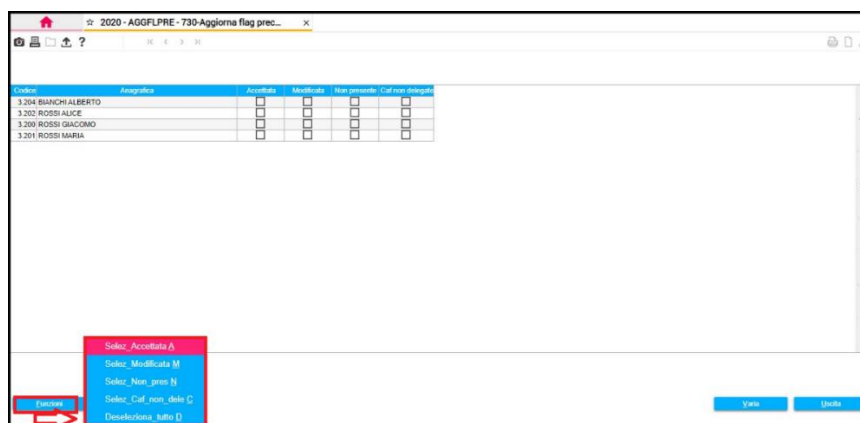 2020 - AGGFLPRE - 730-Aggiorna flag prec...
Codice Anagrafica Accettata Modificata Non presente Caf non delegato
3.204 BIANCHI ALBERTO
3.202 ROSSI ALICE
3.200 ROSSI GIACOMO
3.201 ROSSI MARIA
Selez_Accettata A
Selez_Modificata M
Selez_Non_pres N
Selez_Caf_non_dele C
Deseleziona_tutto D
Funzioni
Varia
Uscita